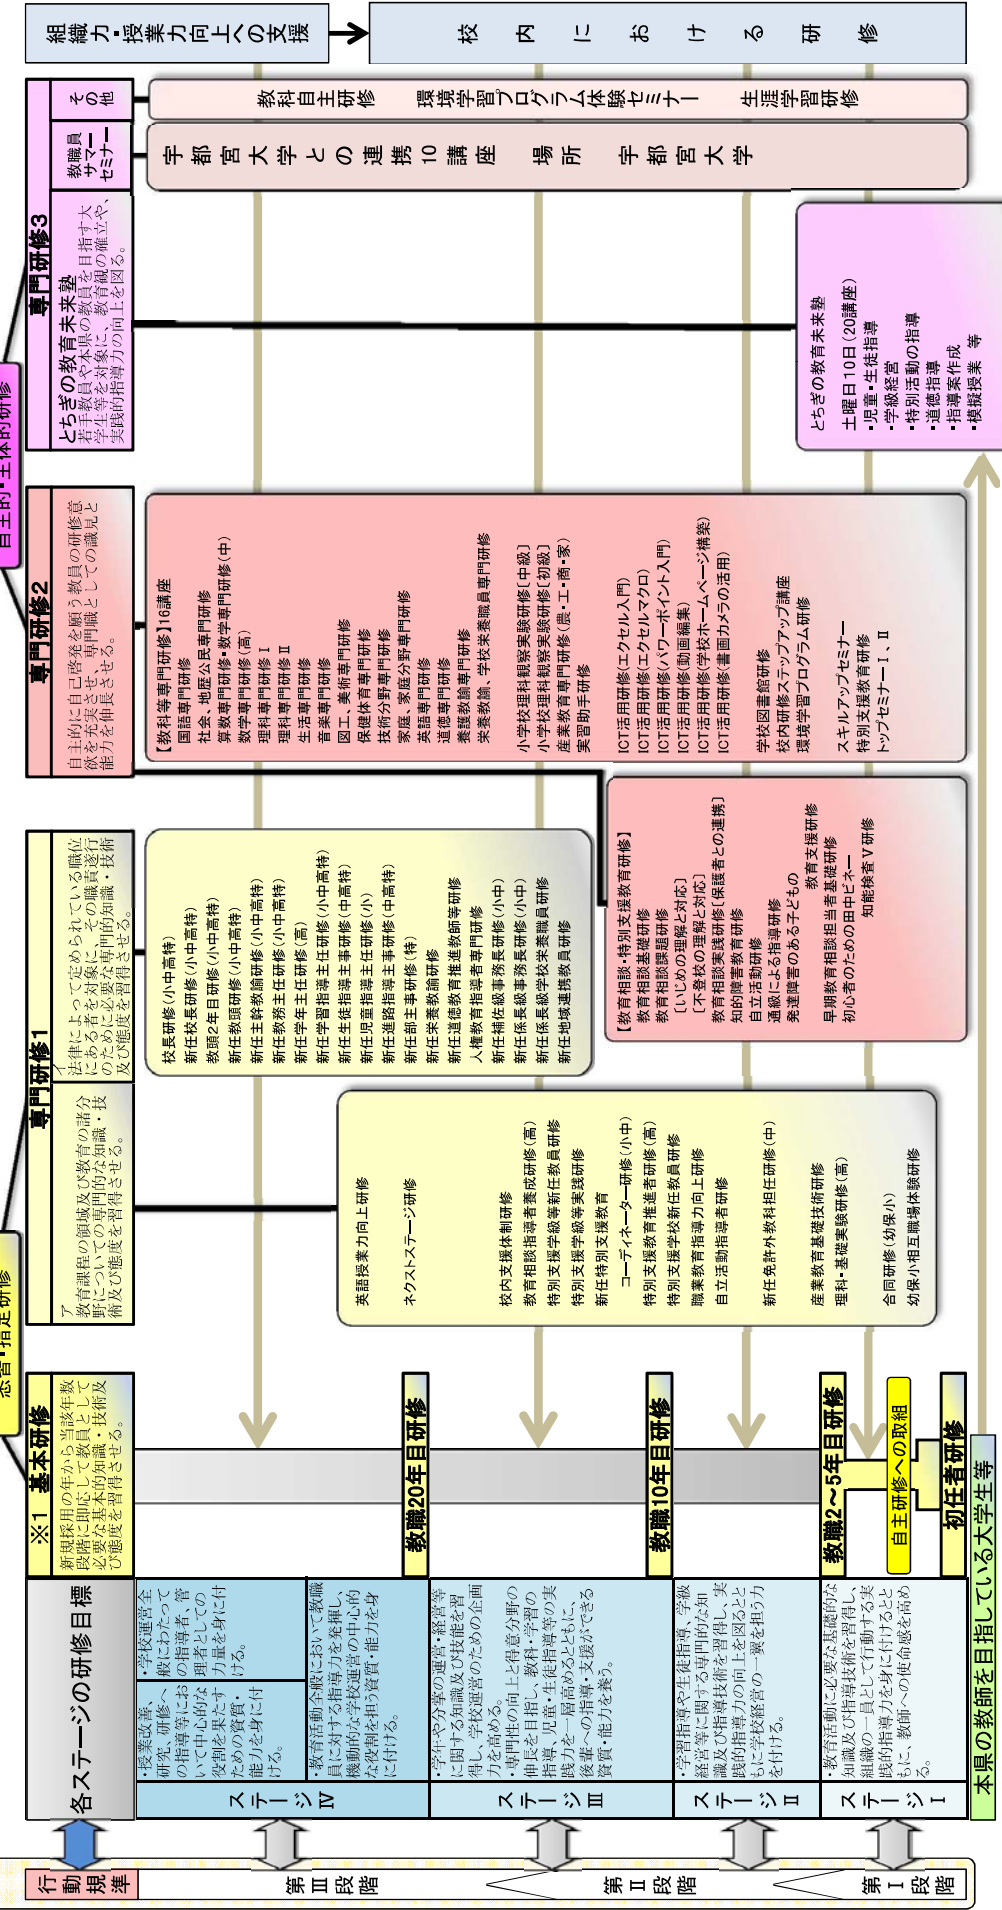 行動規準
第Ⅲ段階
第Ⅱ段階
第Ⅰ段階
各ステージの研修目標
ステージⅣ
・授業改善、
研究、研修へ
の指導等にお
いて中心的な
役割を果たす
ための資質・
能力を身に付
ける。
・学校運営全
般にわたって
の指導者、管
理者としての
力量を身に付
ける。
・教育活動全般において教職
員に対する指導力を発揮し、
機動的な学校運営の中心的
な役割を担う資質・能力を身
に付ける。
ステージⅢ
・学年や分掌の運営・経営等
に関する知識及び技能を習
得し、学校運営のための企画
力を高める。
・専門性の向上と得意分野の
伸長を目指し、教科・学習の
指導、児童・生徒指導等の実
践力を一層高めるとともに、
後輩への指導・支援ができる
資質・能力を養う。
ステージⅡ
・学習指導や生徒指導、学級
経営等に関する専門的な知
識及び指導技術を習得し、実
践的指導力の向上を図るとと
もに学校経営の一翼を担う力
を付ける。
ステージⅠ
・教育活動に必要な基礎的な
知識及び指導技術を習得し、
組織の一員として行動する実
践的指導力を身に付けるとと
もに、教師への使命感を高め
る。
本県の教師を目指している大学生等
※1 基本研修
新規採用の年から当該年数
段階に即応して教員として
必要な基本的知識・技術及
び態度を習得させる。
教職20年目研修
教職10年目研修
教職2～5年目研修
自主研修への取組
初任者研修
悉皆・指定研修
専門研修1
ア
教育課程の領域及び教育の諸分
野についての専門的な知識・技
術及び態度を習得させる。
イ
法律によって定められている職位
にある者を対象に、その職責遂行
のために必要な専門的知識・技術
及び態度を習得させる。
英語授業力向上研修
ネクストステージ研修
校内支援体制研修
教育相談指導者養成研修(高)
特別支援学級等新任教員研修
特別支援学級等実践研修
新任特別支援教育
コーディネーター研修(小中)
特別支援教育推進者研修(高)
特別支援学校新任教員研修
職業教育指導力向上研修
自立活動指導者研修
新任免許外教科担任研修(中)
産業教育基礎技術研修
理科・基礎実験研修(高)
合同研修(幼保小)
幼保小相互職場体験研修
校長研修(小中高特)
新任校長研修(小中高特)
教頭2年目研修(小中高特)
新任教頭研修(小中高特)
新任主幹教諭研修(小中高特)
新任教務主任研修(小中高特)
新任学年主任研修(高)
新任学習指導主任研修(小中高特)
新任生徒指導主事研修(中高特)
新任児童指導主任研修(小)
新任進路指導主事研修(中高特)
新任部主事研修(特)
新任栄養教諭研修
新任道徳教育推進教師等研修
人権教育指導者専門研修
新任補佐級事務長研修(小中)
新任係長級事務長研修(小中)
新任係長級学校栄養職員研修
新任地域連携教員研修
自主的・主体的研修
専門研修2
自主的に自己啓発を願う教員の研修意
欲を充実させ、専門職としての識見と
能力を伸長させる。
【教科等専門研修】16講座
国語専門研修
社会、地歴公民専門研修
算数専門研修・数学専門研修(中)
数学専門研修(高)
理科専門研修Ⅰ
理科専門研修Ⅱ
生活専門研修
音楽専門研修
図工、美術専門研修
保健体育専門研修
技術分野専門研修
家庭、家庭分野専門研修
英語専門研修
道徳専門研修
養護教諭専門研修
栄養教諭、学校栄養職員専門研修
小学校理科観察実験研修[中級]
小学校理科観察実験研修[初級]
産業教育専門研修(農・工・商・家)
実習助手研修
ICT活用研修(エクセル入門)
ICT活用研修(エクセルマクロ)
ICT活用研修(パワーポイント入門)
ICT活用研修(動画編集)
ICT活用研修(学校ホームページ構築)
ICT活用研修(書画カメラの活用)
学校図書館研修
校内研修ステップアップ講座
環境学習プログラム研修
スキルアップセミナー
特別支援教育研修
トップセミナーⅠ、Ⅱ
【教育相談・特別支援教育研修】
教育相談基礎研修
教育相談課題研修
[いじめの理解と対応]
[不登校の理解と対応]
教育相談実践研修[保護者との連携]
知的障害教育研修
自立活動研修
通級による指導研修
発達障害のある子どもの
教育支援研修
早期教育相談担当者基礎研修
初心者のための田中ビネー
知能検査Ⅴ研修
専門研修3
とちぎの教育未来塾
若手教員や本県の教員を目指す大
学生等を対象に、教育観の確立や、
実践的指導力の向上を図る。
教職員
サマー
セミナー
その他
とちぎの教育未来塾
土曜日10日(20講座)
・児童・生徒指導
・学級経営
・特別活動の指導
・道徳指導
・指導案作成
・模擬授業 等
宇都宮大学との連携10講座 場所 宇都宮大学
教科自主研修 環境学習プログラム体験セミナー 生涯学習研修
組織力・授業力向上への支援
校内における研修